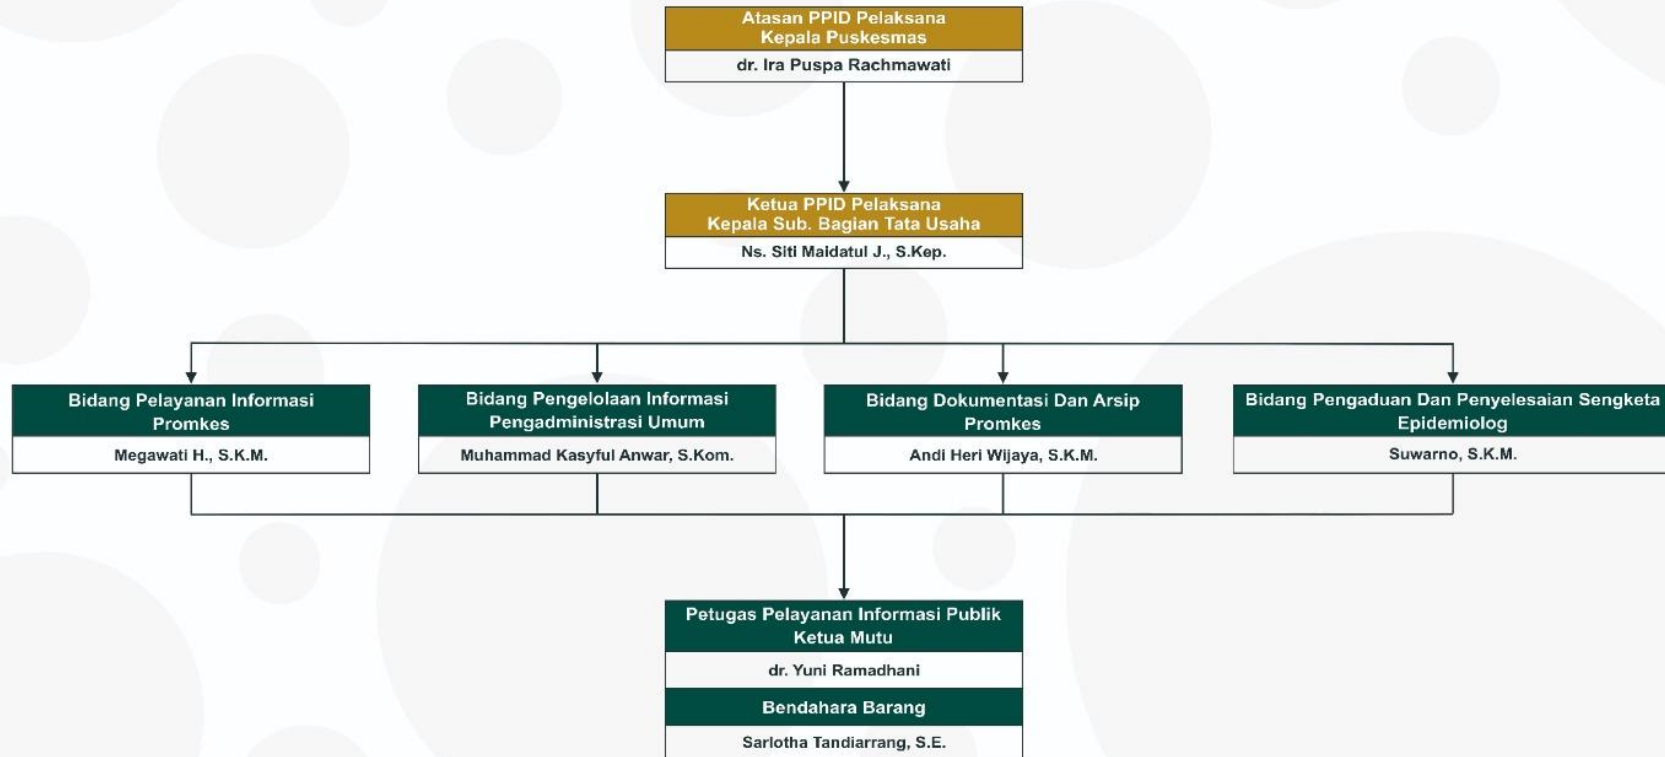 Atasan PPID Pelaksana
Kepala Puskesmas
dr. Ira Puspa Rachmawati
Ketua PPID Pelaksana
Kepala Sub. Bagian Tata Usaha
Ns. Siti Maidatul J., S.Kep.
Bidang Pelayanan Informasi
Promkes
Megawati H., S.K.M.
Bidang Pengelolaan Informasi
Pengadministrasi Umum
Muhammad Kasyful Anwar, S.Kom.
Bidang Dokumentasi Dan Arsip
Promkes
Andi Heri Wijaya, S.K.M.
Bidang Pengaduan Dan Penyelesaian Sengketa
Epidemiolog
Suwarno, S.K.M.
Petugas Pelayanan Informasi Publik
Ketua Mutu
dr. Yuni Ramadhani
Bendahara Barang
Sarlotha Tandiarrang, S.E.